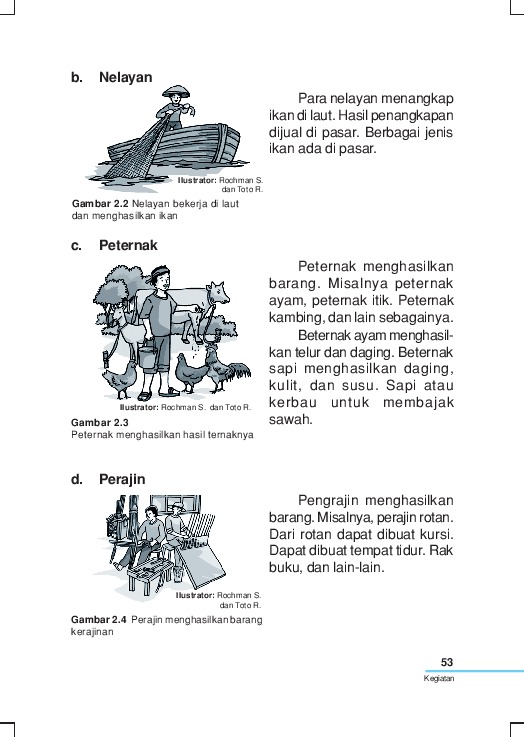 b. Nelayan
Para nelayan menangkap
ikan di laut. Hasil penangkapan
dijual di pasar. Berbagai jenis
ikan ada di pasar.
Ilustrator: Rochman S.
dan Toto R.
Gambar 2.2 Nelayan bekerja di laut
dan menghasilkan ikan
c. Peternak
Peternak menghasilkan
barang. Misalnya peternak
ayam, peternak itik. Peternak
kambing, dan lain sebagainya.
Beternak ayam menghasil-
kan telur dan daging. Beternak
sapi menghasilkan daging,
kulit, dan susu. Sapi atau
kerbau untuk membajak
sawah.
Ilustrator: Rochman S. dan Toto R.
Gambar 2.3
Peternak menghasilkan hasil ternaknya
d. Perajin
Pengrajin menghasilkan
barang. Misalnya, perajin rotan.
Dari rotan dapat dibuat kursi.
Dapat dibuat tempat tidur. Rak
buku, dan lain-lain.
Ilustrator: Rochman S.
dan Toto R.
Gambar 2.4 Perajin menghasilkan barang
kerajinan
53
Kegiatan